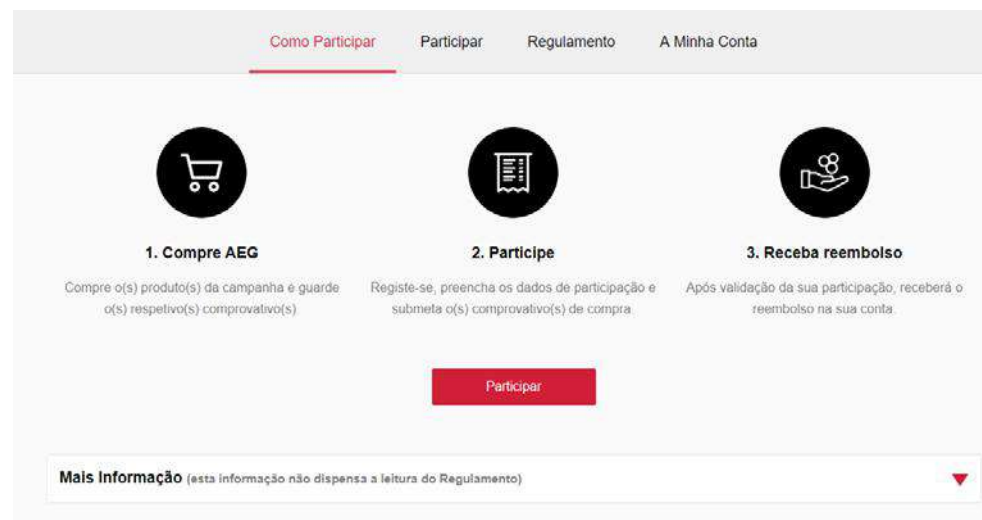 Como Participar Participar Regulamento A Minha Conta
1. Compre AEG
Compre o(s) produto(s) da campanha e guarde
o(s) respetivo(s) comprovativo(s)
2. Participe
Registe-se, preencha os dados de participação e
submeta o(s) comprovativo(s) de compra
3. Receba reembolso
Após validação da sua participação, receberá o
reembolso na sua conta.
Participar
Mais Informação (esta informação não dispensa a leitura do Regulamento)